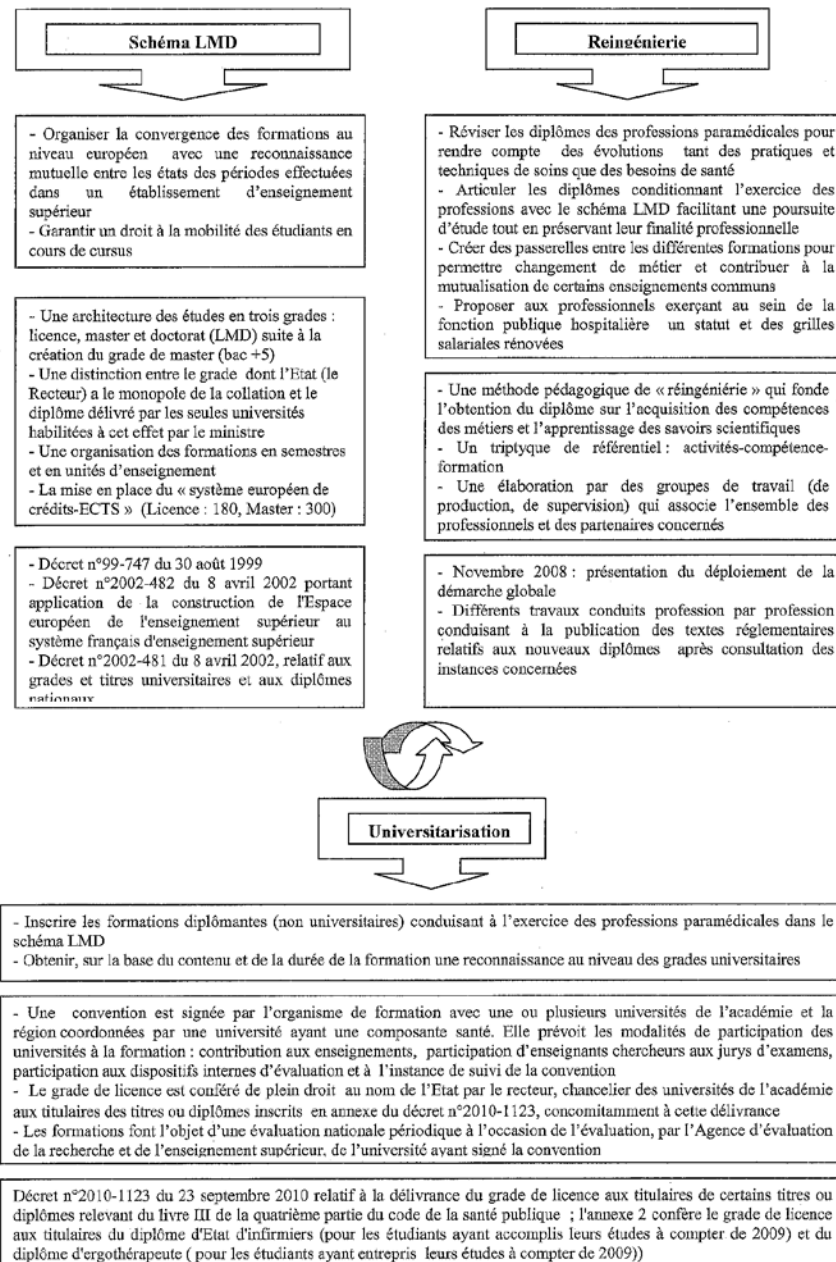 Schéma LMD
- Organiser la convergence des formations au
niveau européen avec une reconnaissance
mutuelle entre les états des périodes effectuées
dans un établissement d'enseignement
supérieur
- Garantir un droit à la mobilité des étudiants en
cours de cursus
- Une architecture des études en trois grades :
licence, master et doctorat (LMD) suite à la
création du grade de master (bac +5)
- Une distinction entre le grade dont l'Etat (le
Recteur) a le monopole de la collation et le
diplôme délivré par les seules universités
habilitées à cet effet par le ministre
- Une organisation des formations en semestres
et en unités d'enseignement
- La mise en place du « système européen de
crédits-ECTS » (Licence : 180, Master : 300)
- Décret n°99-747 du 30 août 1999
- Décret n°2002-482 du 8 avril 2002 portant
application de la construction de l'Espace
européen de l'enseignement supérieur au
système français d'enseignement supérieur
- Décret n°2002-481 du 8 avril 2002, relatif aux
grades et titres universitaires et aux diplômes
nationaux
Reingénierie
- Réviser les diplômes des professions paramédicales pour
rendre compte des évolutions tant des pratiques et
techniques de soins que des besoins de santé
- Articuler les diplômes conditionnant l'exercice des
professions avec le schéma LMD facilitant une poursuite
d'étude tout en préservant leur finalité professionnelle
- Créer des passerelles entre les différentes formations pour
permettre changement de métier et contribuer à la
mutualisation de certains enseignements communs
- Proposer aux professionnels exerçant au sein de la
fonction publique hospitalière un statut et des grilles
salariales rénovées
- Une méthode pédagogique de « réingéniérie » qui fonde
l'obtention du diplôme sur l'acquisition des compétences
des métiers et l'apprentissage des savoirs scientifiques
- Un triptyque de référentiel : activités-compétence-
formation
- Une élaboration par des groupes de travail (de
production, de supervision) qui associe l'ensemble des
professionnels et des partenaires concernés
- Novembre 2008 : présentation du déploiement de la
démarche globale
- Différents travaux conduits profession par profession
conduisant à la publication des textes réglementaires
relatifs aux nouveaux diplômes après consultation des
instances concernées
Universitarisation
- Inscrire les formations diplômantes (non universitaires) conduisant à l'exercice des professions paramédicales dans le
schéma LMD
- Obtenir, sur la base du contenu et de la durée de la formation une reconnaissance au niveau des grades universitaires
- Une convention est signée par l'organisme de formation avec une ou plusieurs universités de l'académie et la
région coordonnées par une université ayant une composante santé. Elle prévoit les modalités de participation des
universités à la formation : contribution aux enseignements, participation d'enseignants chercheurs aux jurys d'examens,
participation aux dispositifs internes d'évaluation et à l'instance de suivi de la convention
- Le grade de licence est conféré de plein droit au nom de l'Etat par le recteur, chancelier des universités de l'académie
aux titulaires des titres ou diplômes inscrits en annexe du décret n°2010-1123, concomitamment à cette délivrance
- Les formations font l'objet d'une évaluation nationale périodique à l'occasion de l'évaluation, par l'Agence d'évaluation
de la recherche et de l'enseignement supérieur, de l'université ayant signé la convention
Décret n°2010-1123 du 23 septembre 2010 relatif à la délivrance du grade de licence aux titulaires de certains titres ou
diplômes relevant du livre III de la quatrième partie du code de la santé publique ; l'annexe 2 confère le grade de licence
aux titulaires du diplôme d'Etat d'infirmiers (pour les étudiants ayant accomplis leurs études à compter de 2009) et du
diplôme d'ergothérapeute ( pour les étudiants ayant entrepris leurs études à compter de 2009))